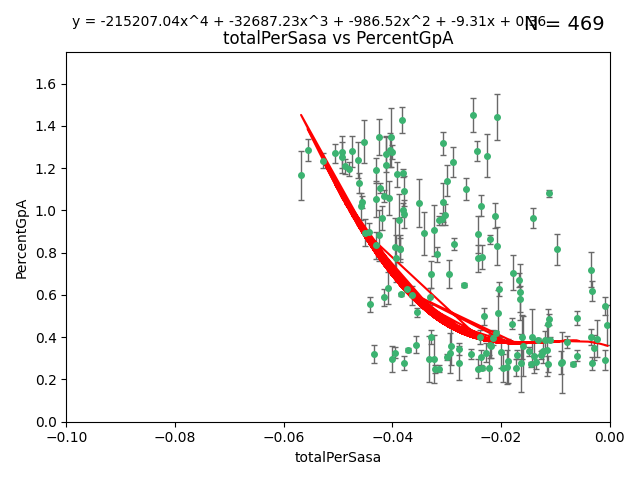 y = -215207.04x^4 + -32687.23x^3 + -986.52x^2 + -9.31x + 0.36
N = 469
totalPerSasa vs PercentGpA
PercentGpA
1.6
1.4
1.2
1.0
0.8
0.6
0.4
0.2
0.0
−0.10 −0.08 −0.06 −0.04 −0.02 0.00
totalPerSasa